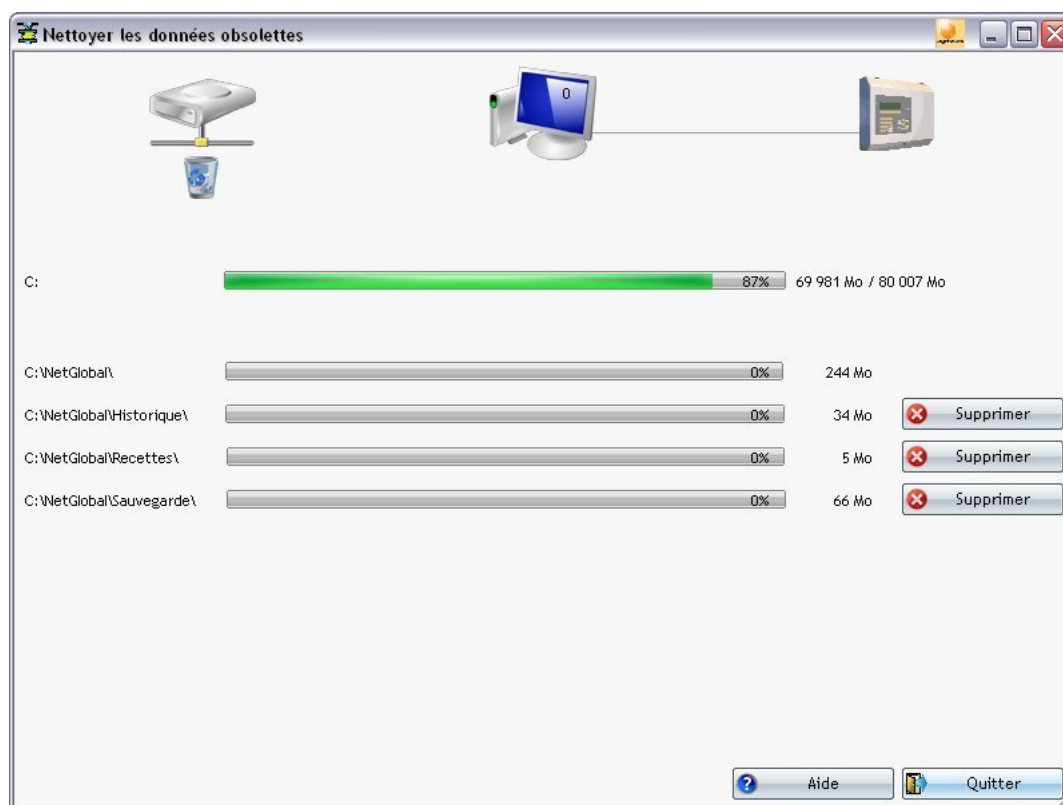 Nettoyer les données obsolettes
0
C: 87% 69 981 Mo / 80 007 Mo
C:\NetGlobal\ 0% 244 Mo
C:\NetGlobal\Historique\ 0% 34 Mo Supprimer
C:\NetGlobal\Recettes\ 0% 5 Mo Supprimer
C:\NetGlobal\Sauvegarde\ 0% 66 Mo Supprimer
Aide Quitter